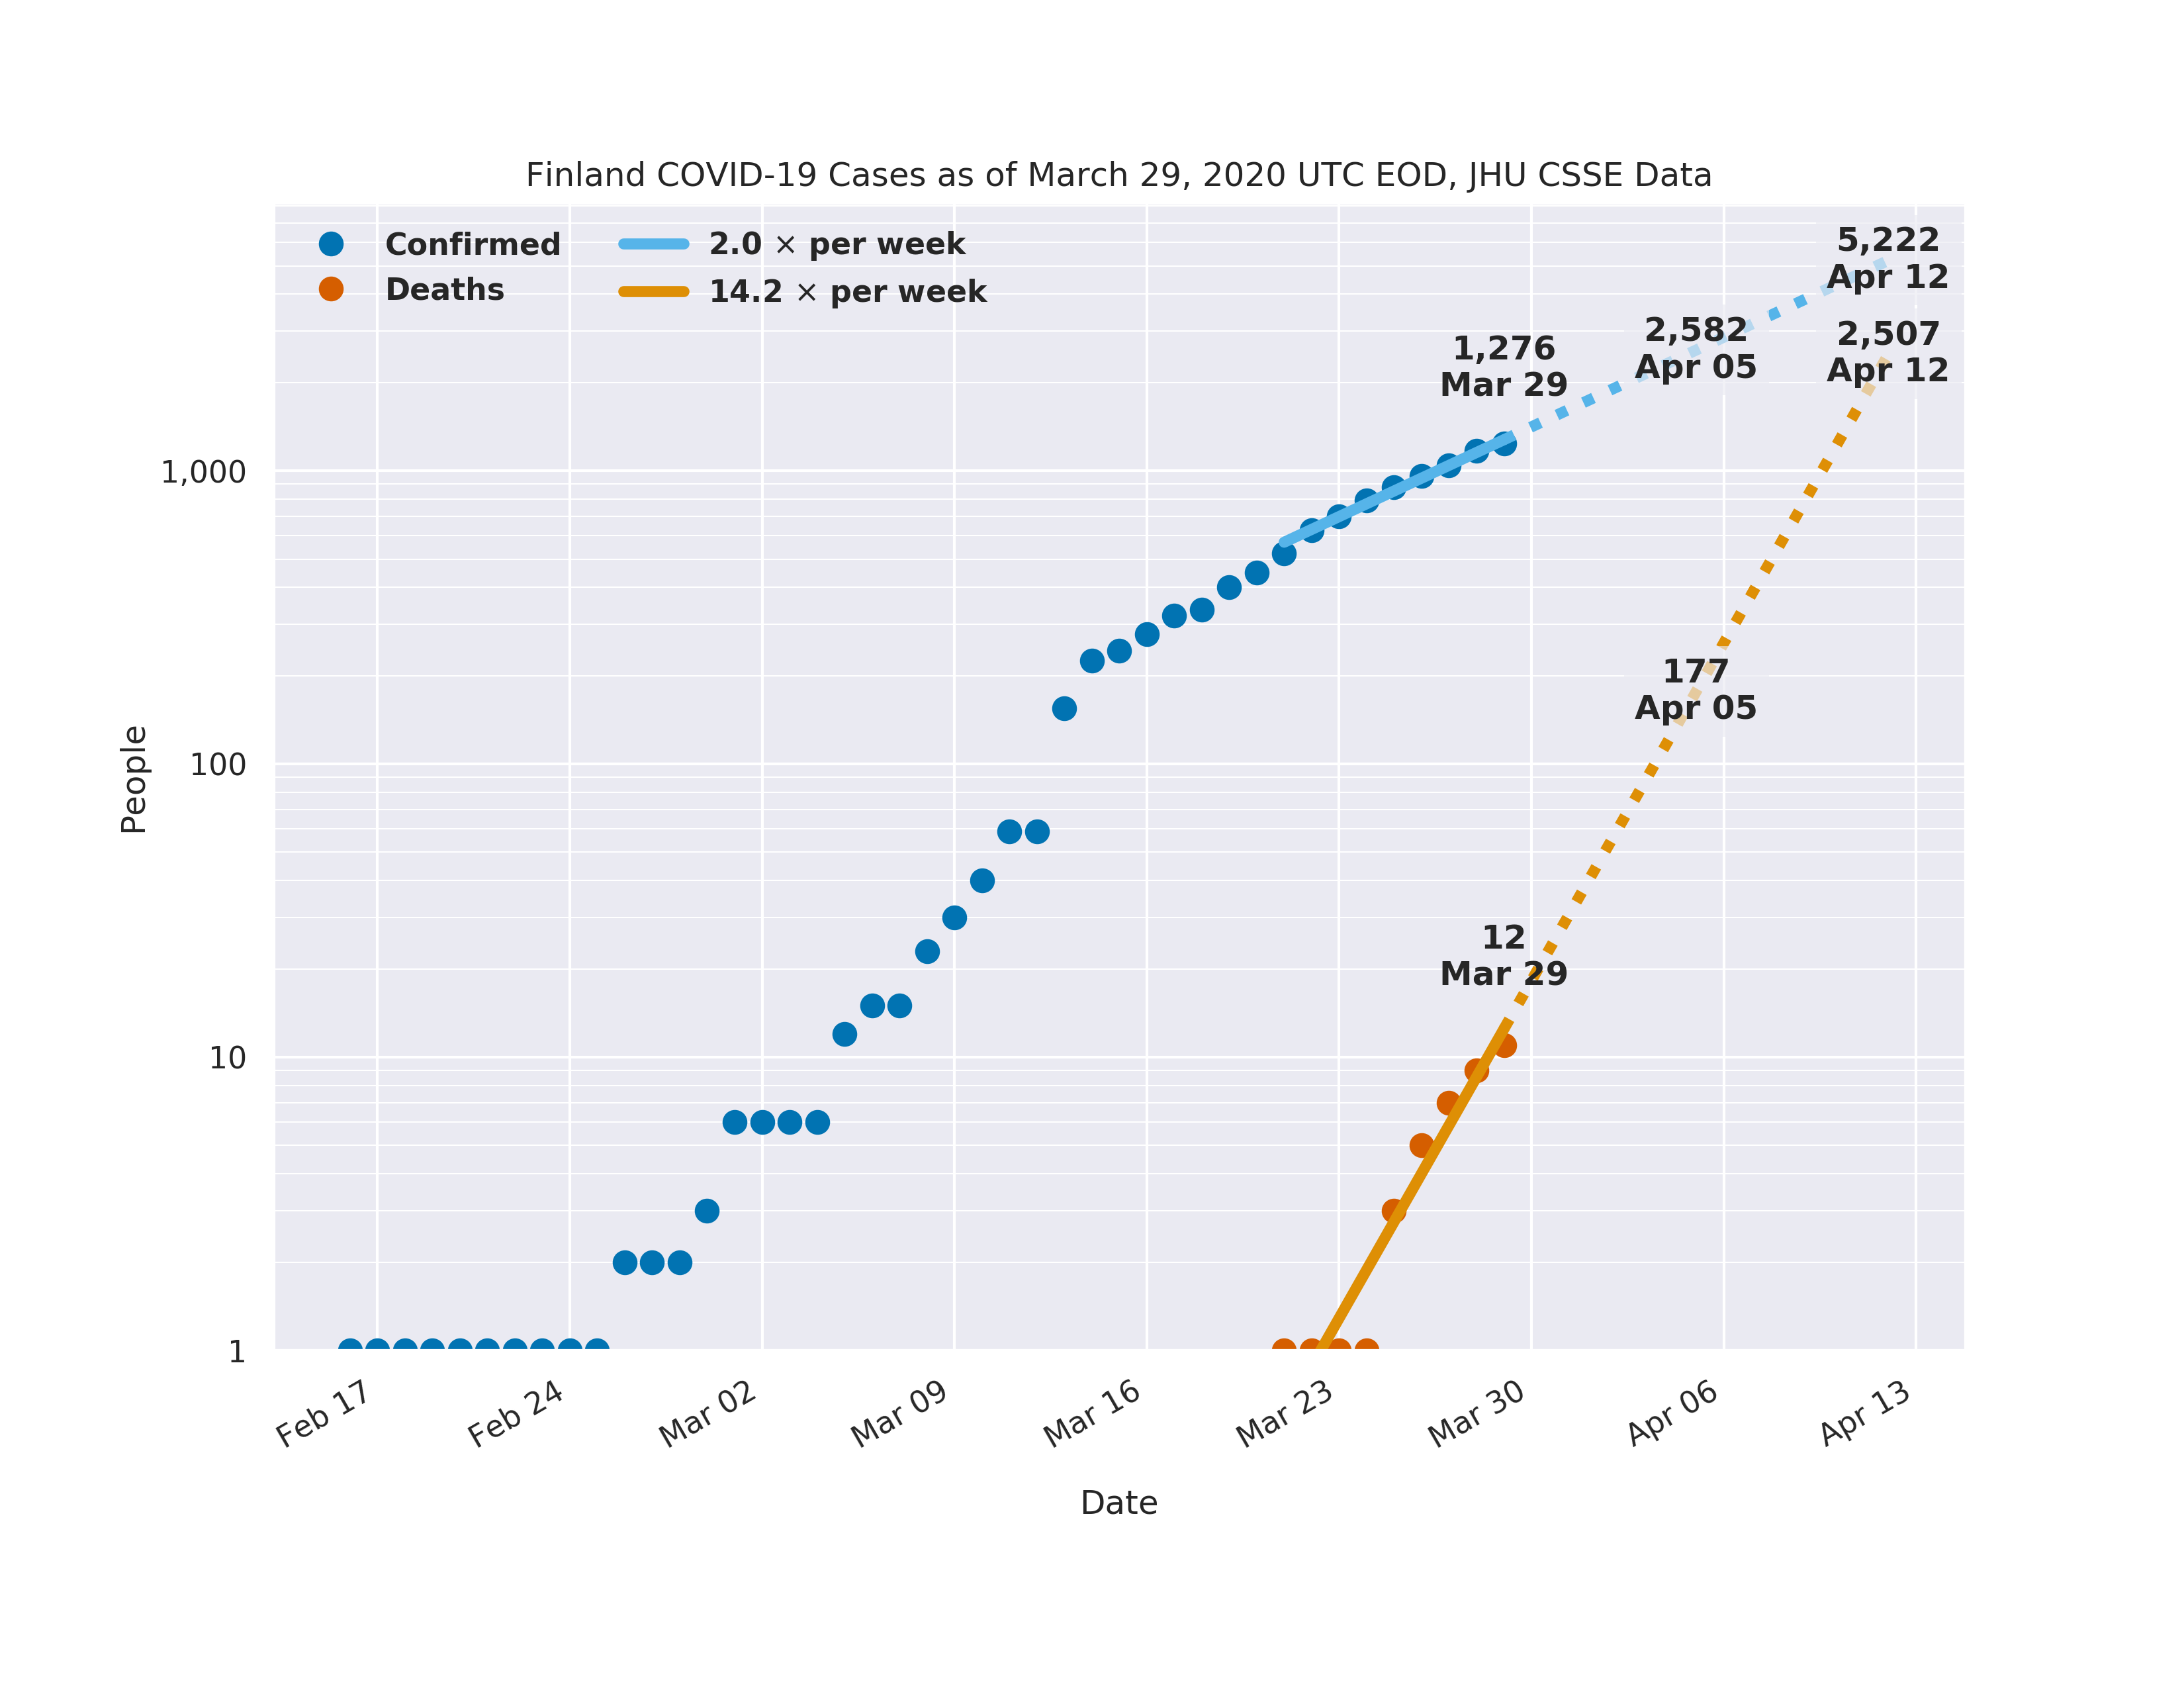 Finland COVID-19 Cases as of March 29, 2020 UTC EOD, JHU CSSE Data
Confirmed
Deaths
2.0 × per week
14.2 × per week
5,222
Apr 12
2,507
Apr 12
2,582
Apr 05
1,276
Mar 29
177
Apr 05
12
Mar 29
People
1,000
100
10
1
Feb 17
Feb 24
Mar 02
Mar 09
Mar 16
Mar 23
Mar 30
Apr 06
Apr 13
Date